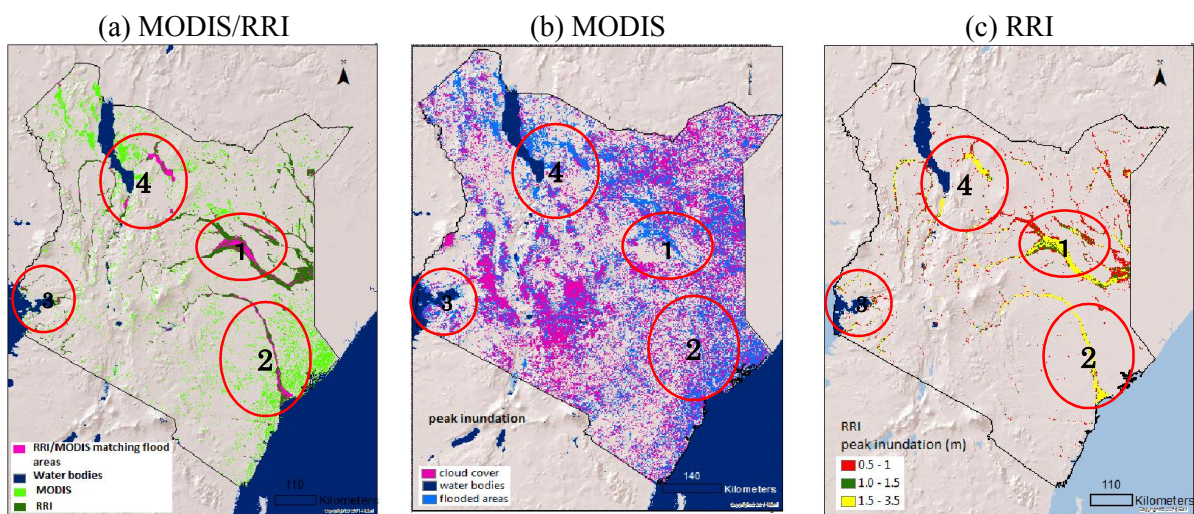 (a) MODIS/RRI
N
4
1
3
2
RRI/MODIS matching flood
areas
Water bodies
MODIS
RRI
110
Kilometers
(b) MODIS
4
1
3
2
peak inundation
cloud cover
water bodies
flooded areas
140
Kilometers
(c) RRI
N
4
1
3
2
RRI
peak inundation (m)
0.5 - 1
1.0 - 1.5
1.5 - 3.5
110
Kilometers